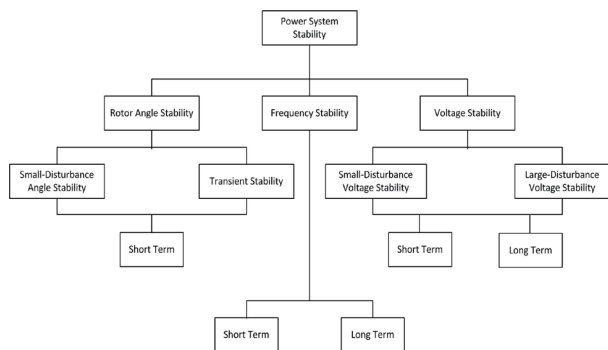 Power System
Stability
Rotor Angle Stability
Frequency Stability
Voltage Stability
Small-Disturbance
Angle Stability
Transient Stability
Small-Disturbance
Voltage Stability
Large-Disturbance
Voltage Stability
Short Term
Short Term
Long Term
Short Term
Long Term